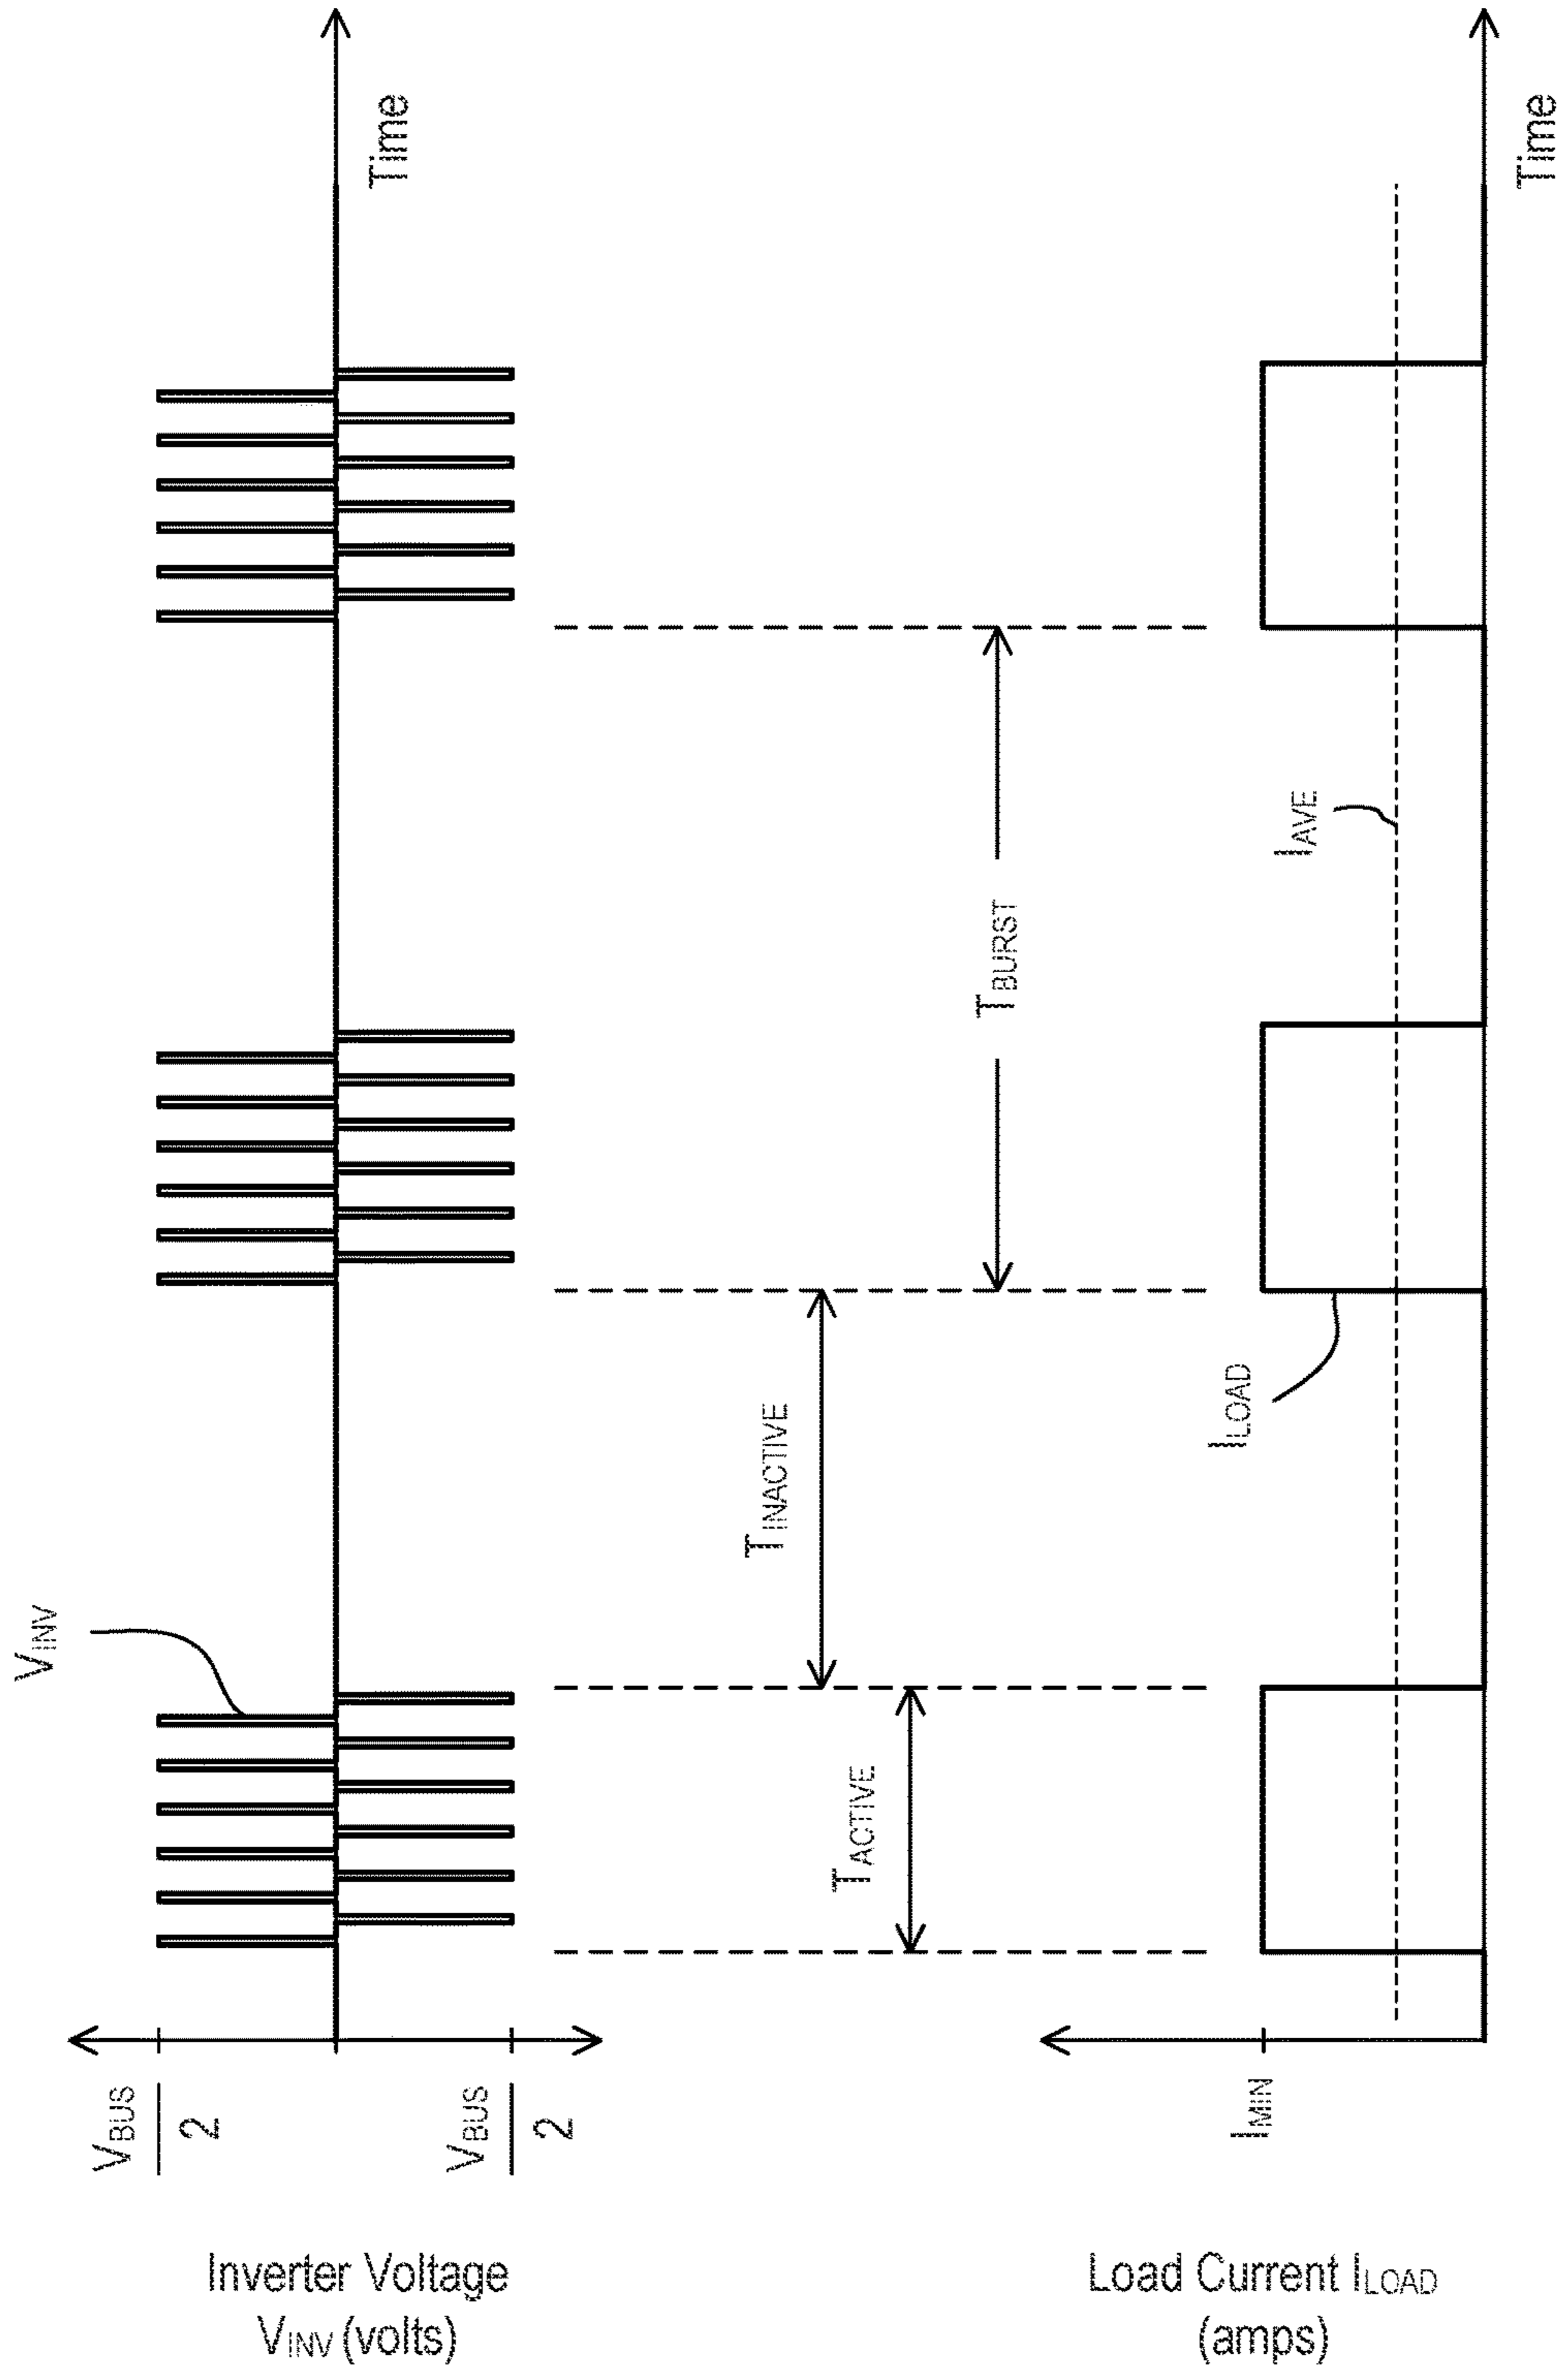 Inverter Voltage
VINV (volts)
VBUS
2
VBUS
2
VINV
Time
TACTIVE
TINACTIVE
TBURST
Load Current ILOAD
(amps)
IMIN
ILOAD
IAVE
Time